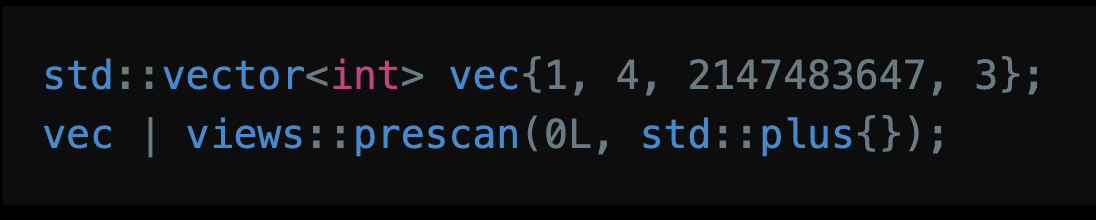 std::vector<int> vec{1, 4, 2147483647, 3};
vec | views::prescan(0L, std::plus{});